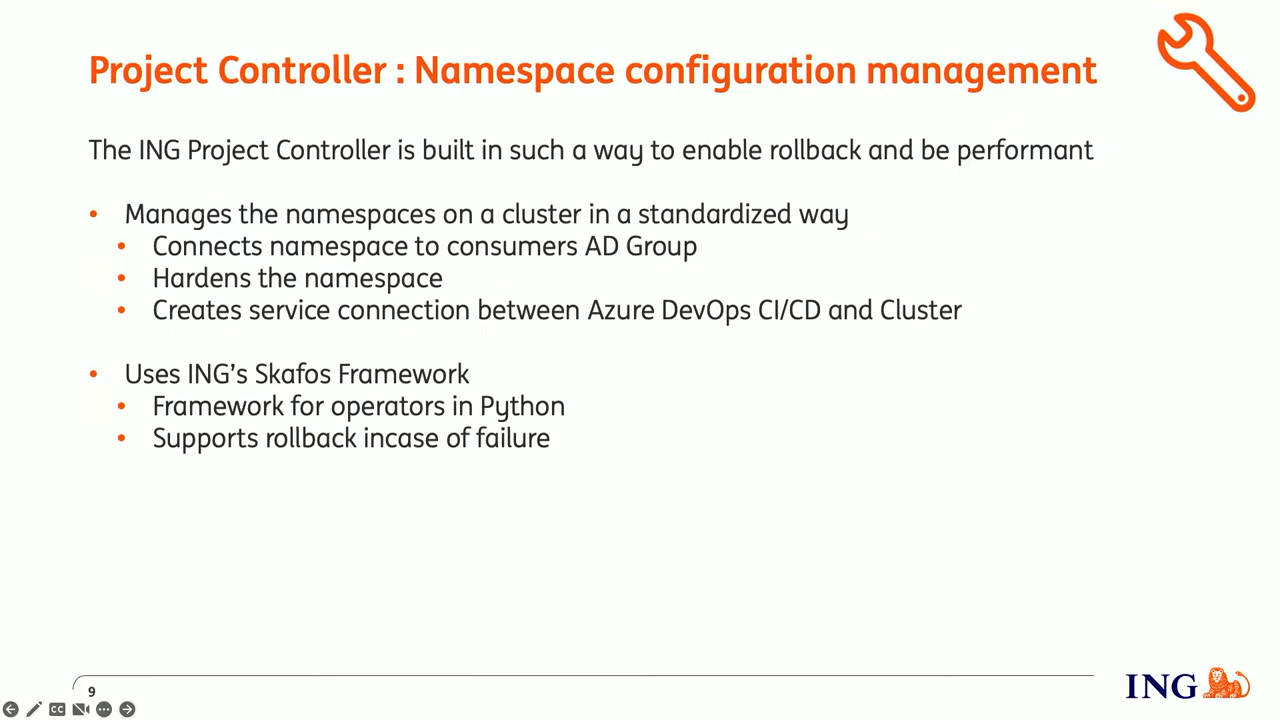 Project Controller : Namespace configuration management
The ING Project Controller is built in such a way to enable rollback and be performant
• Manages the namespaces on a cluster in a standardized way
• Connects namespace to consumers AD Group
• Hardens the namespace
• Creates service connection between Azure DevOps CI/CD and Cluster
• Uses ING’s Skafos Framework
• Framework for operators in Python
• Supports rollback incase of failure
9
CC
ING